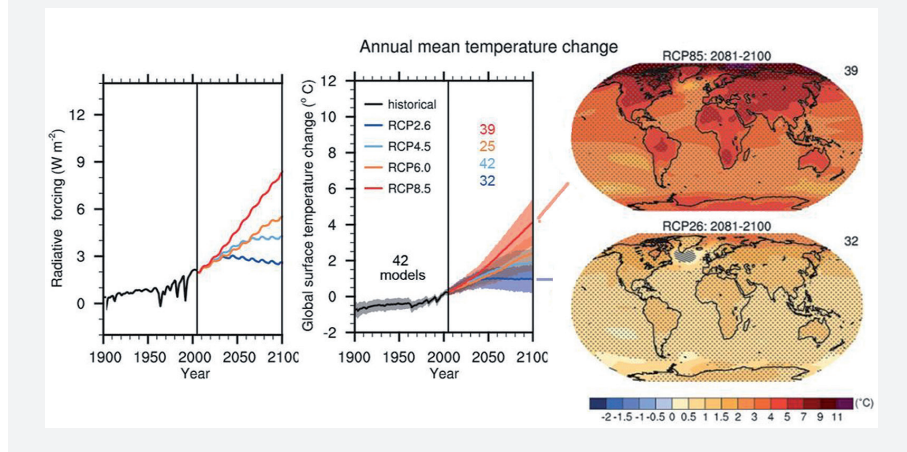 Annual mean temperature change
Radiative forcing (W m-2)
12
9
6
3
0
1900 1950 2000 2050 2100
Year
Global surface temperature change (º C)
12
10
8
6
4
2
0
-2
historical
RCP2.6
RCP4.5
RCP6.0
RCP8.5
39
25
42
32
42
models
1900 1950 2000 2050 210
Year
RCP85: 2081-2100
39
RCP26: 2081-2100
32
(°C)
-2 -1.5 -1 -0.5 0 0.5 1 1.5 2 3 4 5 7 9 11